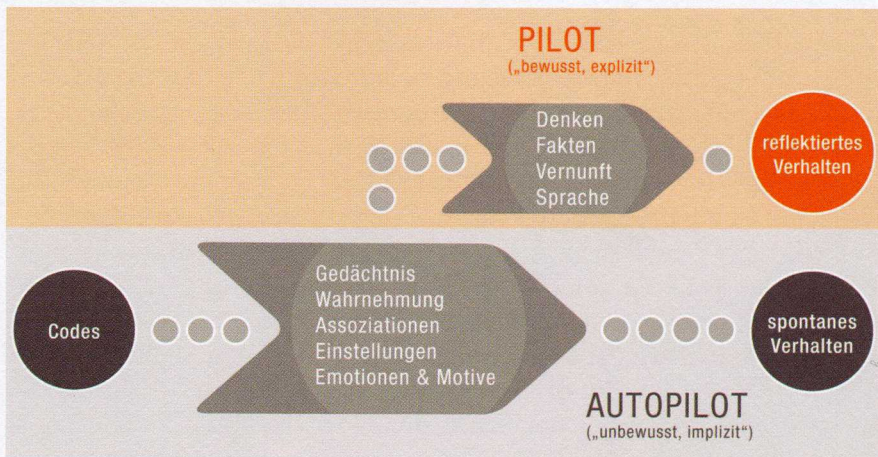 PILOT
(„bewusst, explizit“)
Denken
Fakten
Vernunft
Sprache
reflektiertes
Verhalten
Codes
Gedächtnis
Wahrnehmung
Assoziationen
Einstellungen
Emotionen & Motive
spontanes
Verhalten
AUTOPILOT
(„unbewusst, implizit“)